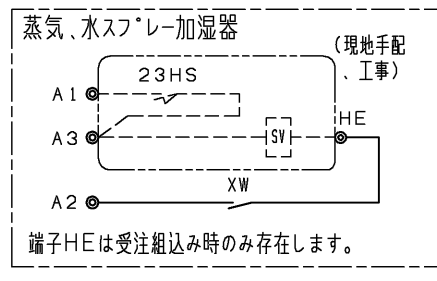 蒸気、水スプレー加湿器
(現地手配
、工事)
23HS
A1
A3
SV
HE
XW
A2
端子HEは受注組込み時のみ存在します。